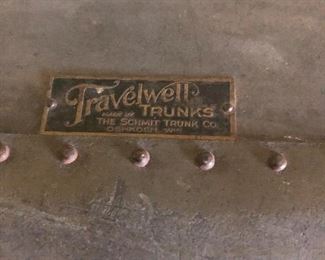 Travelwell
MADE BY TRUNKS
THE SCHMIT TRUNK CO.
OSHKOSH, WIS.